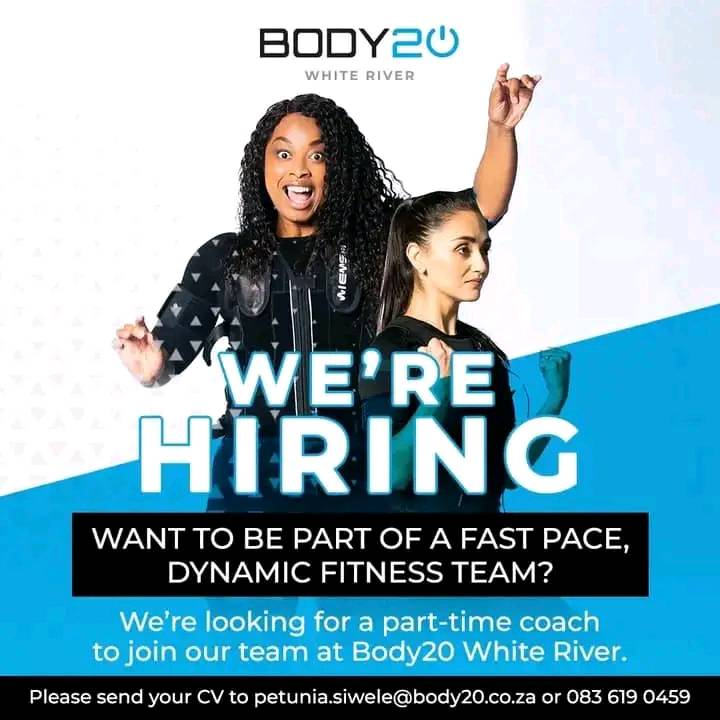 BODY20
WHITE RIVER
WIEMS
WE'RE
HIRING
WANT TO BE PART OF A FAST PACE,
DYNAMIC FITNESS TEAM?
We're looking for a part-time coach
to join our team at Body20 White River.
Please send your CV to petunia.siwele@body20.co.za or 083 619 0459